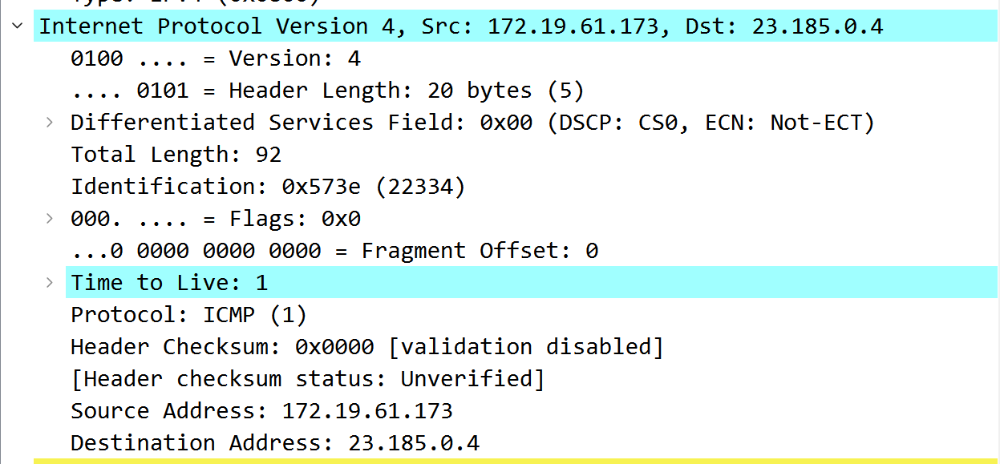 Internet Protocol Version 4, Src: 172.19.61.173, Dst: 23.185.0.4
0100 .... = Version: 4
.... 0101 = Header Length: 20 bytes (5)
Differentiated Services Field: 0x00 (DSCP: CS0, ECN: Not-ECT)
Total Length: 92
Identification: 0x573e (22334)
000. .... = Flags: 0x0
...0 0000 0000 0000 = Fragment Offset: 0
Time to Live: 1
Protocol: ICMP (1)
Header Checksum: 0x0000 [validation disabled]
[Header checksum status: Unverified]
Source Address: 172.19.61.173
Destination Address: 23.185.0.4